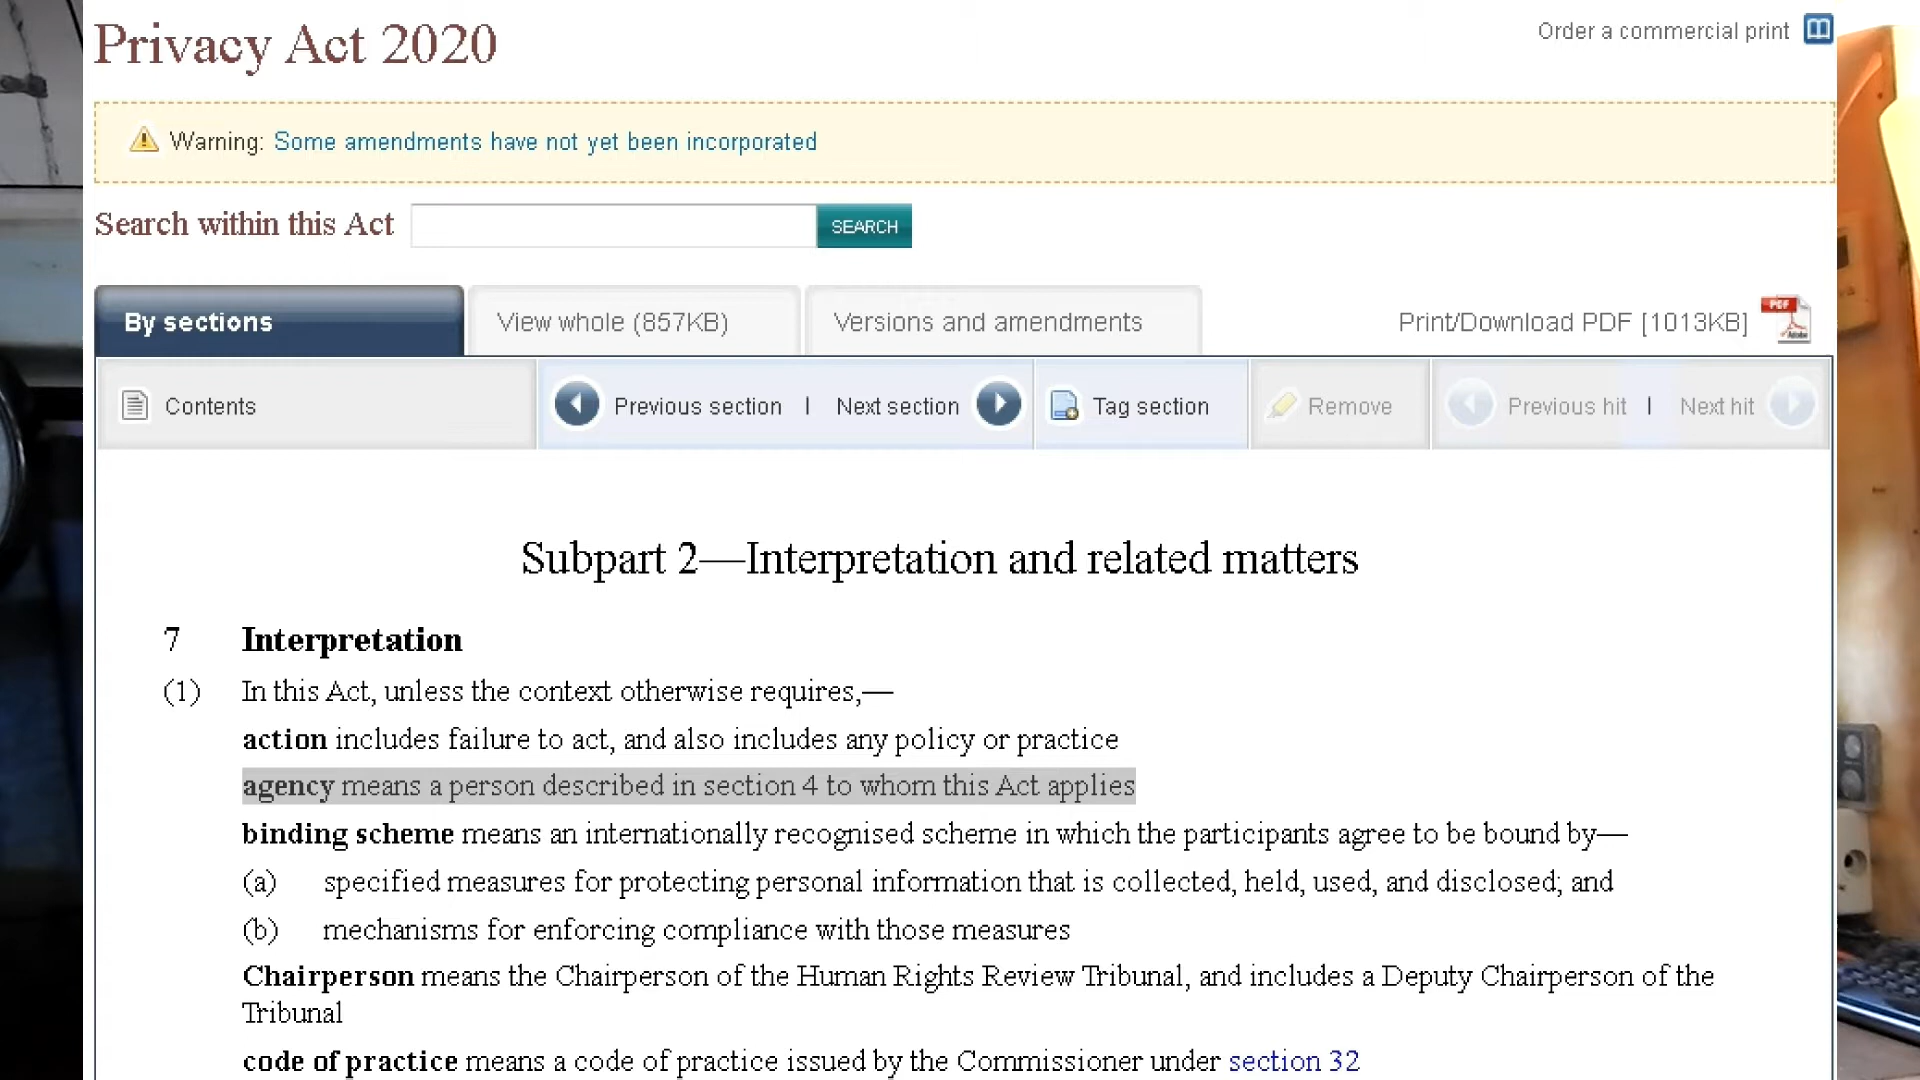 Privacy Act 2020
Order a commercial print
Warning: Some amendments have not yet been incorporated
Search within this Act
SEARCH
By sections
View whole (857KB)
Versions and amendments
Print/Download PDF [1013KB]
PDF
Adobe
Contents
Previous section | Next section
Tag section
Remove
Previous hit | Next hit
Subpart 2—Interpretation and related matters
7 Interpretation
(1) In this Act, unless the context otherwise requires,—
action includes failure to act, and also includes any policy or practice
agency means a person described in section 4 to whom this Act applies
binding scheme means an internationally recognised scheme in which the participants agree to be bound by—
(a) specified measures for protecting personal information that is collected, held, used, and disclosed; and
(b) mechanisms for enforcing compliance with those measures
Chairperson means the Chairperson of the Human Rights Review Tribunal, and includes a Deputy Chairperson of the
Tribunal
code of practice means a code of practice issued by the Commissioner under section 32